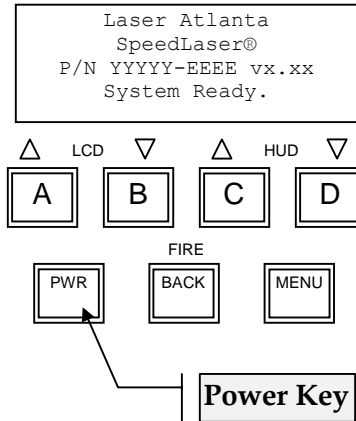 Laser Atlanta
SpeedLaser®
P/N YYYYY-EEEE vx.xx
System Ready.
LCD HUD
A B C D
FIRE
PWR BACK MENU
Power Key